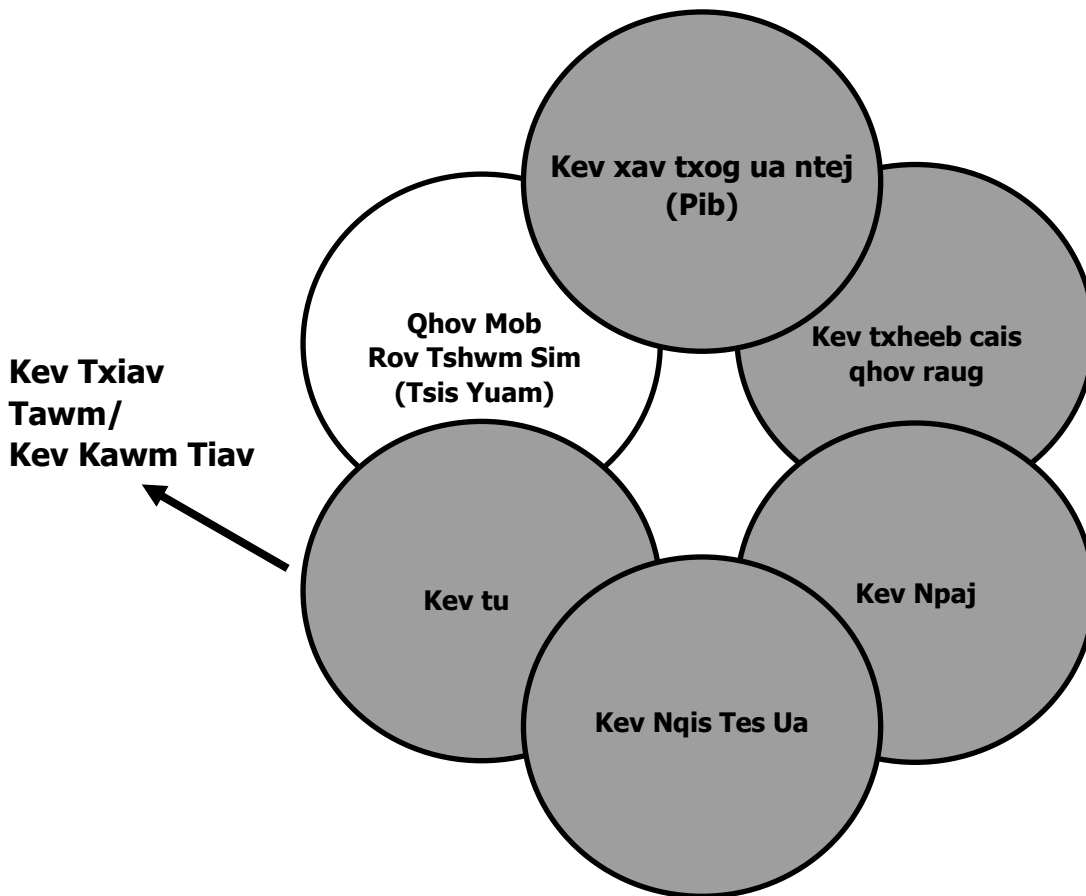 Kev xav txog ua ntej
(Pib)
Kev txheeb cais
qhov raug
Kev Npaj
Kev Nqis Tes Ua
Kev tu
Qhov Mob
Rov Tshwm Sim
(Tsis Yuam)
Kev Txiav
Tawm/
Kev Kawm Tiav